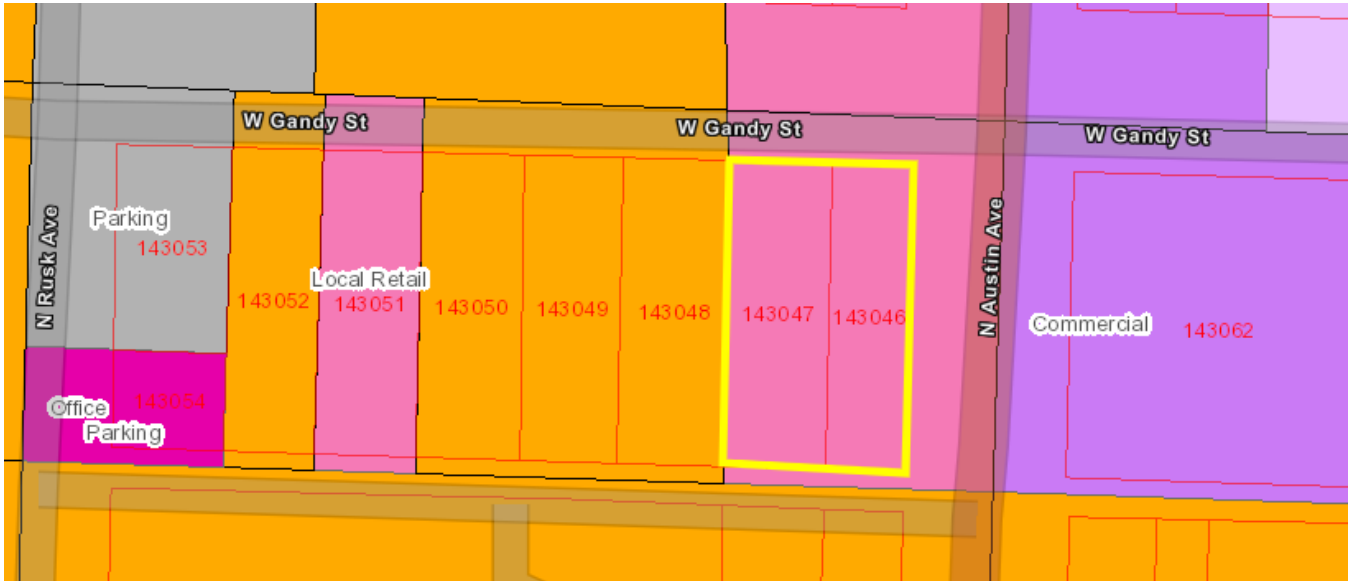 W Gandy St
W Gandy St
W Gandy St
N Rusk Ave
Parking
143053
143052
Local Retail
143051
143050
143049
143048
143047
143046
N Austin Ave
Commercial
143062
Office
143054
Parking